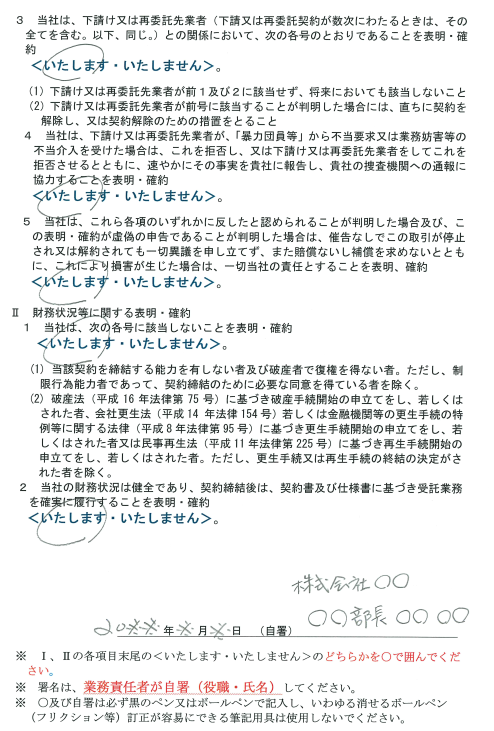 3　当社は、下請け又は再委託先業者（下請又は再委託契約が数次にわたるときは、その
全てを含む。以下、同じ。）との関係において、次の各号のとおりであることを表明・確
約
＜いたします・いたしません＞。
（1）下請け又は再委託先業者が前１及び２に該当せず、将来においても該当しないこと
（2）下請け又は再委託先業者が前号に該当することが判明した場合には、直ちに契約を
解除し、又は契約解除のための措置をとること
4　当社は、下請け又は再委託先業者が、「暴力団員等」から不当要求又は業務妨害等の
不当介入を受けた場合は、これを拒否し、又は下請け又は再委託先業者をしてこれを
拒否させるとともに、速やかにその事実を貴社に報告し、貴社の捜査機関への通報に
協力することを表明・確約
＜いたします・いたしません＞。
5　当社は、これら各項のいずれかに反したと認められることが判明した場合及び、こ
の表明・確約が虚偽の申告であることが判明した場合は、催告なしでこの取引が停止
され又は解約されても一切異議を申し立てず、また賠償ないし補償を求めないととも
に、これにより損害が生じた場合は、一切当社の責任とすることを表明、確約
＜いたします・いたしません＞。
Ⅱ　財務状況等に関する表明・確約
1　当社は、次の各号に該当しないことを表明・確約
＜いたします・いたしません＞。
（1）当該契約を締結する能力を有しない者及び破産者で復権を得ない者。ただし、制
限行為能力者であって、契約締結のために必要な同意を得ている者を除く。
（2）破産法（平成 16 年法律第 75 号）に基づき破産手続開始の申立てをし、若しくは
された者、会社更生法（平成 14 年法律 154 号）若しくは金融機関等の更生手続の特
例等に関する法律（平成 8 年法律第 95 号）に基づき更生手続開始の申立てをし、若
しくはされた者又は民事再生法（平成 11 年法律第 225 号）に基づき再生手続開始の
申立てをし、若しくはされた者。ただし、更生手続又は再生手続の終結の決定がさ
れた者を除く。
2　当社の財務状況は健全であり、契約締結後は、契約書及び仕様書に基づき受託業務
を確実に履行することを表明・確約
＜いたします・いたしません＞。
株式会社〇〇
〇〇部長 〇〇 〇〇
20※※年※月※日　（自署）
※　Ⅰ、Ⅱの各項目末尾の＜いたします・いたしません＞のどちらかを〇で囲んでくだ
さい。
※　署名は、業務責任者が自署（役職・氏名）してください。
※　〇及び自署は必ず黒のペン又はボールペンで記入し、いわゆる消せるボールペン
（フリクション等）訂正が容易にできる筆記用具は使用しないでください。